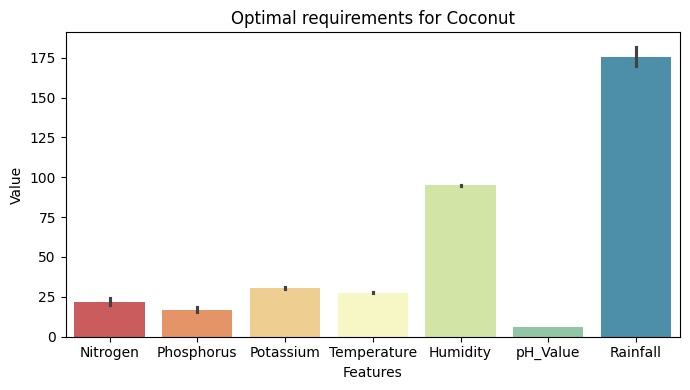 Optimal requirements for Coconut
175
150
125
100
75
50
25
0
Value
Nitrogen Phosphorus Potassium Temperature Humidity pH_Value Rainfall
Features